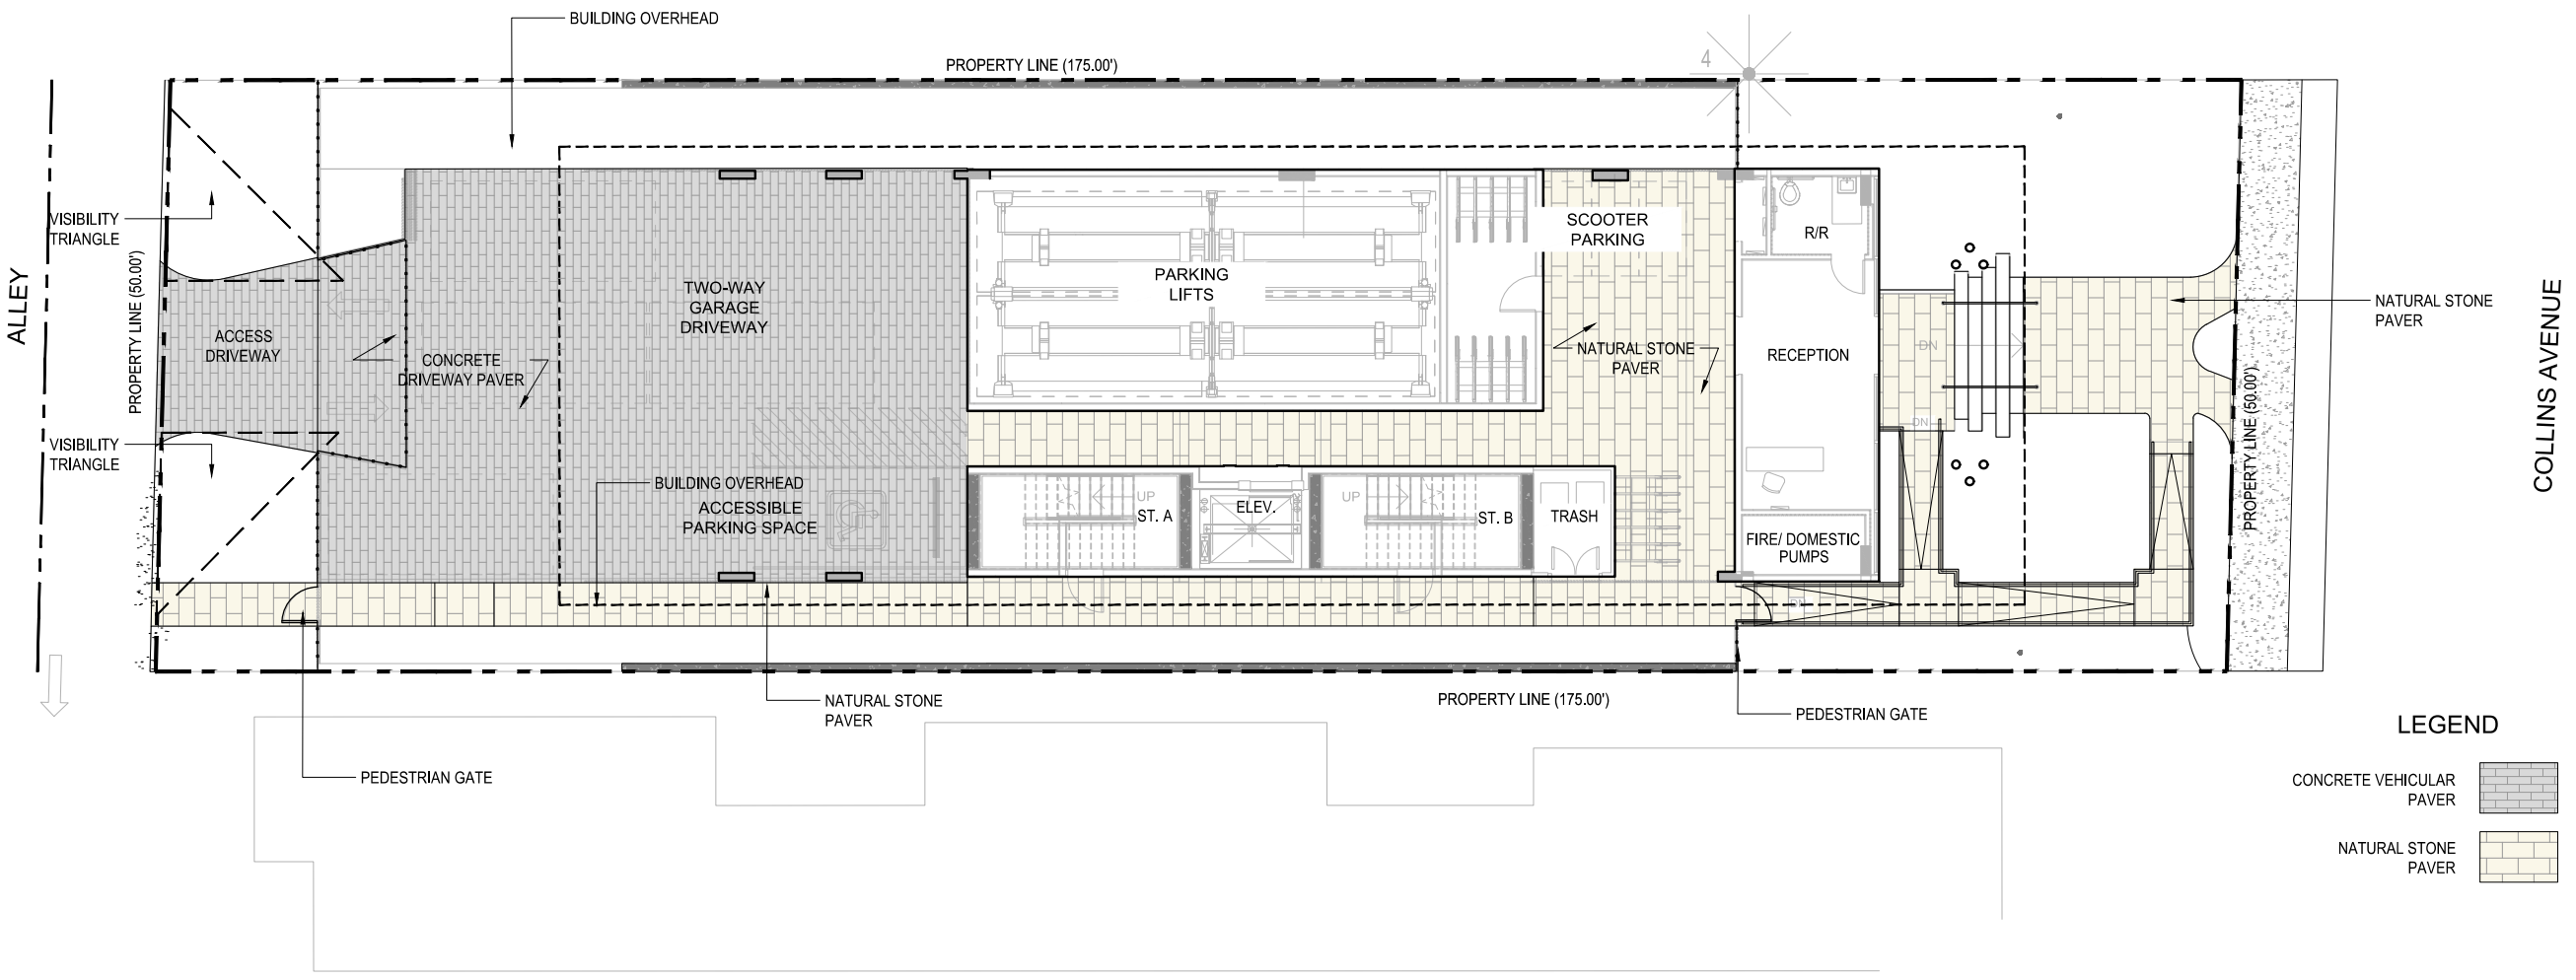 BUILDING OVERHEAD
PROPERTY LINE (175.00')
4
VISIBILITY
TRIANGLE
ALLEY
PROPERTY LINE (50.00')
ACCESS
DRIVEWAY
CONCRETE
DRIVEWAY PAVER
VISIBILITY
TRIANGLE
TWO-WAY
GARAGE
DRIVEWAY
BUILDING OVERHEAD
ACCESSIBLE
PARKING SPACE
PARKING
LIFTS
SCOOTER
PARKING
NATURAL STONE
PAVER
UP
ST. A
ELEV.
UP
ST. B
TRASH
R/R
RECEPTION
FIRE/ DOMESTIC
PUMPS
DN
DN
DN
NATURAL STONE
PAVER
PROPERTY LINE (50.00')
COLLINS AVENUE
NATURAL STONE
PAVER
PROPERTY LINE (175.00')
PEDESTRIAN GATE
PEDESTRIAN GATE
LEGEND
CONCRETE VEHICULAR
PAVER
NATURAL STONE
PAVER